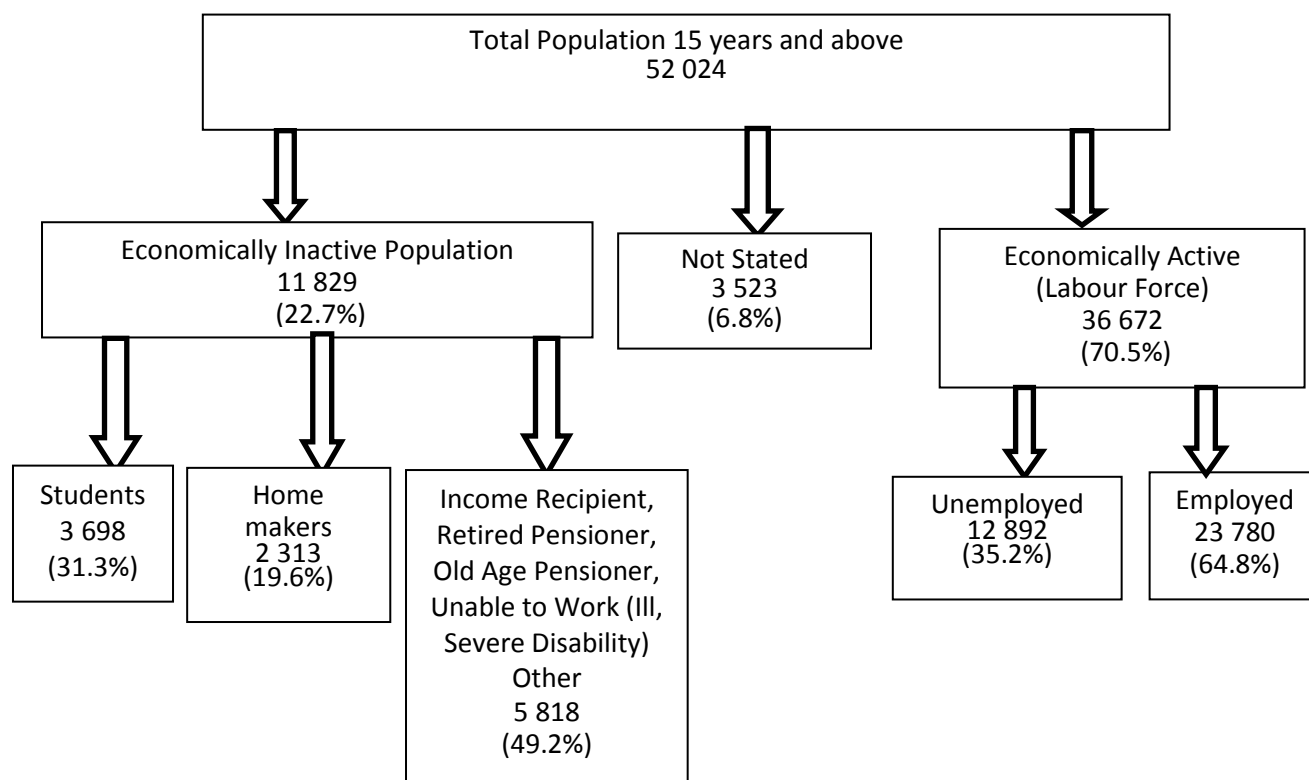 Total Population 15 years and above
52 024
Economically Inactive Population
11 829
(22.7%)
Not Stated
3 523
(6.8%)
Economically Active
(Labour Force)
36 672
(70.5%)
Students
3 698
(31.3%)
Home
makers
2 313
(19.6%)
Income Recipient,
Retired Pensioner,
Old Age Pensioner,
Unable to Work (Ill,
Severe Disability)
Other
5 818
(49.2%)
Unemployed
12 892
(35.2%)
Employed
23 780
(64.8%)